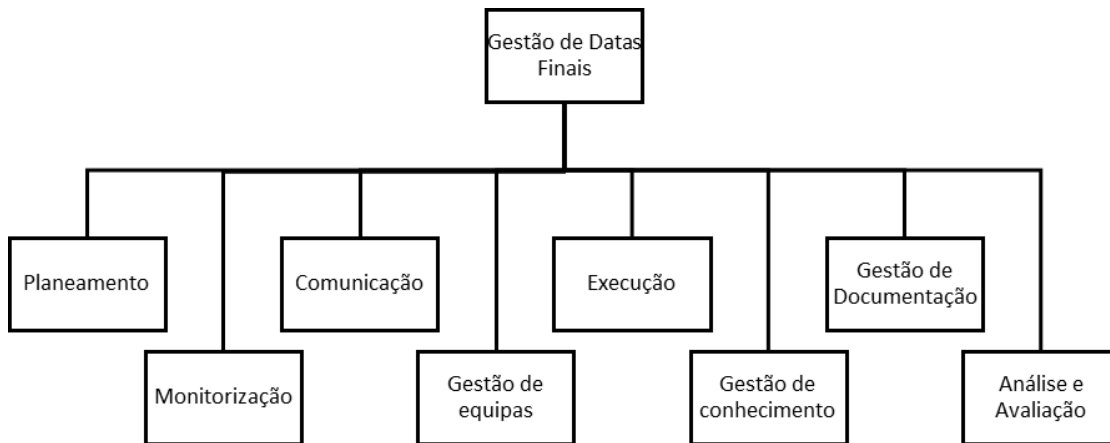 Gestão de Datas
Finais
Planeamento
Comunicação
Execução
Gestão de
Documentação
Monitorização
Gestão de
equipas
Gestão de
conhecimento
Análise e
Avaliação